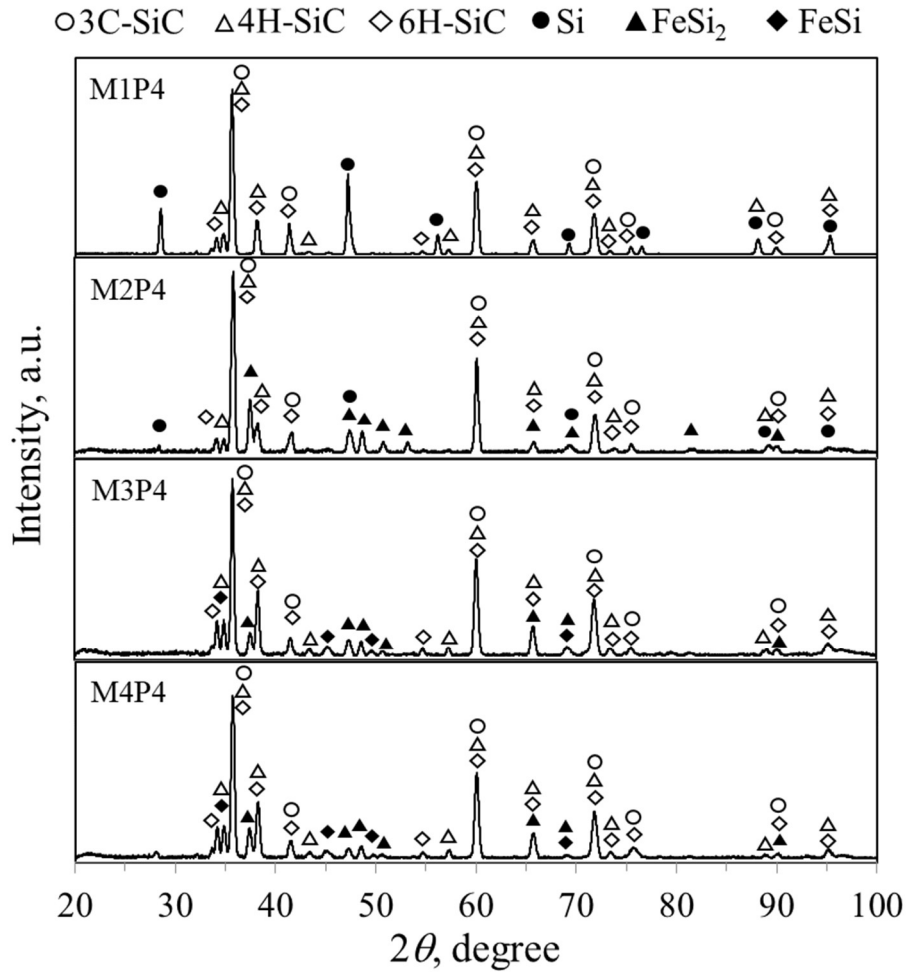 3C-SiC 4H-SiC 6H-SiC Si FeSi₂ FeSi
M1P4
M2P4
M3P4
M4P4
Intensity, a.u.
20 30 40 50 60 70 80 90 100
2θ, degree